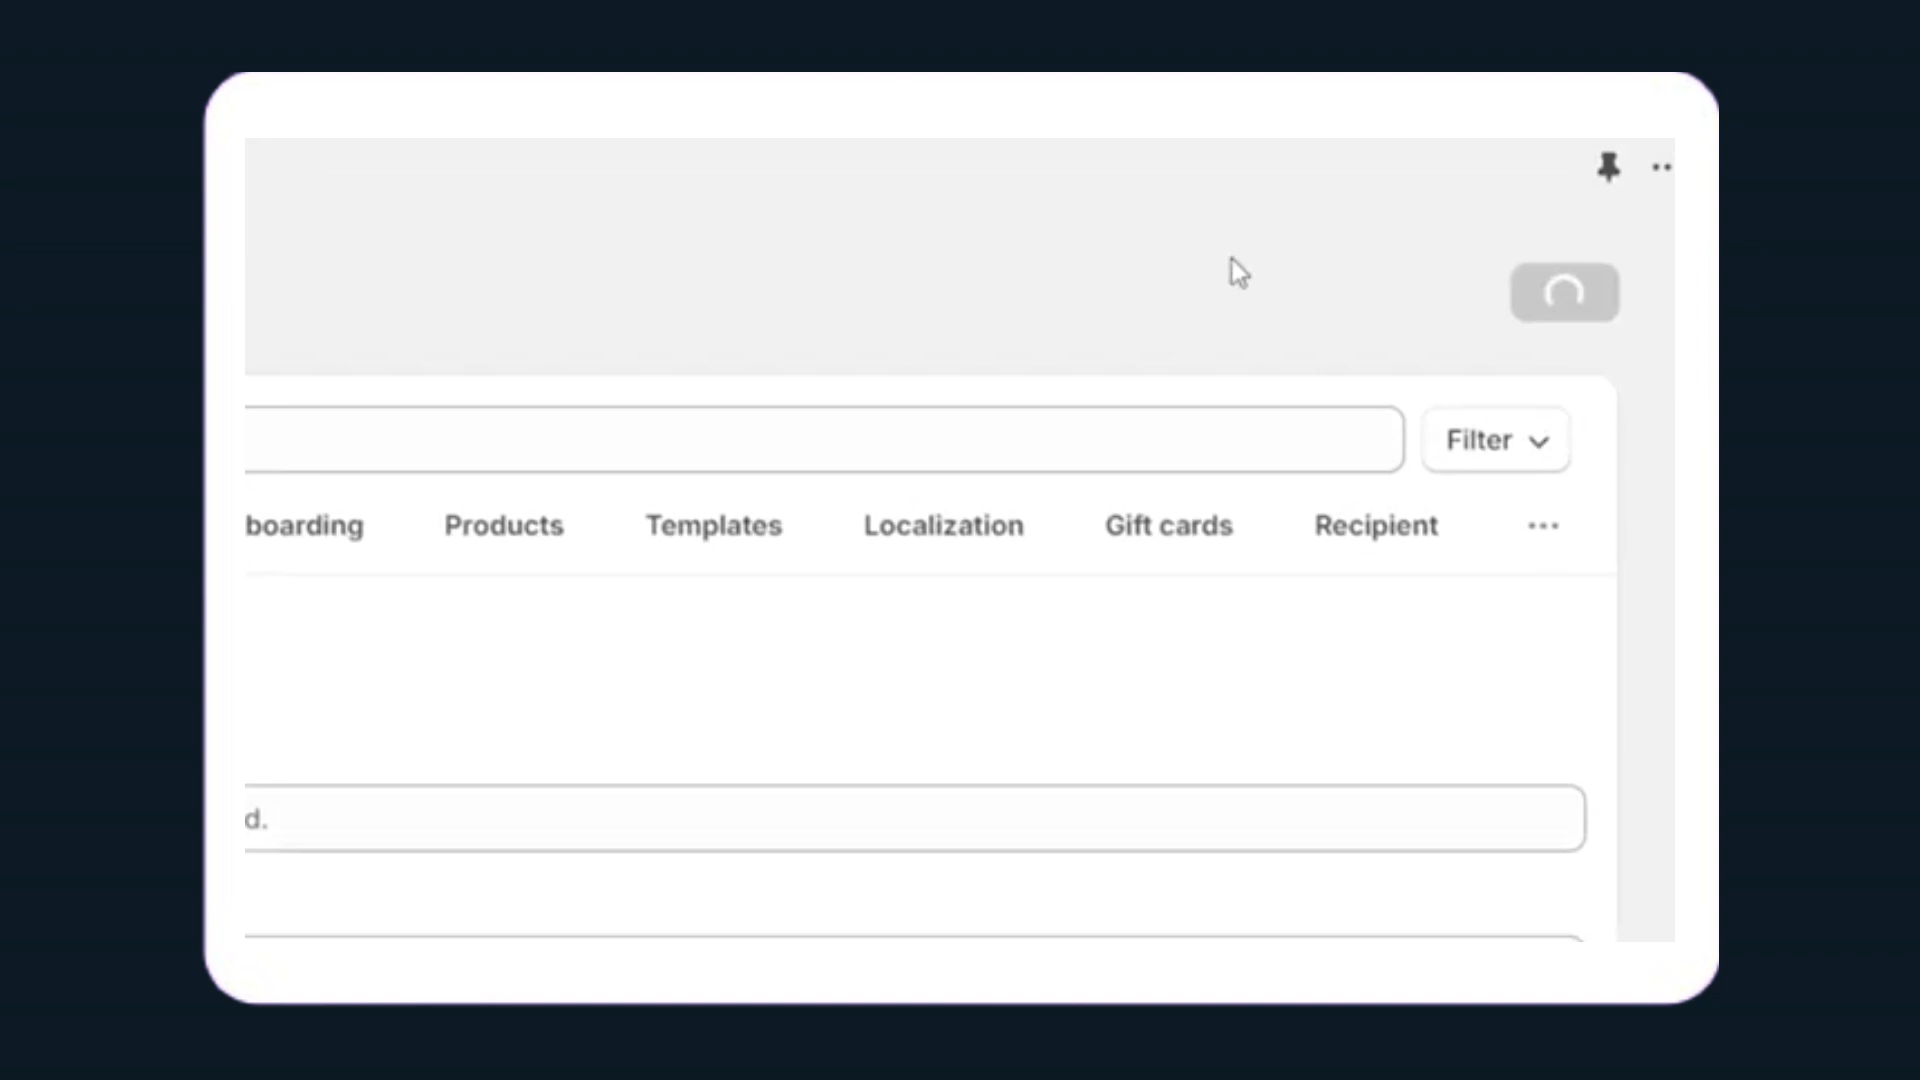 Filter
boarding Products Templates Localization Gift cards Recipient
d.